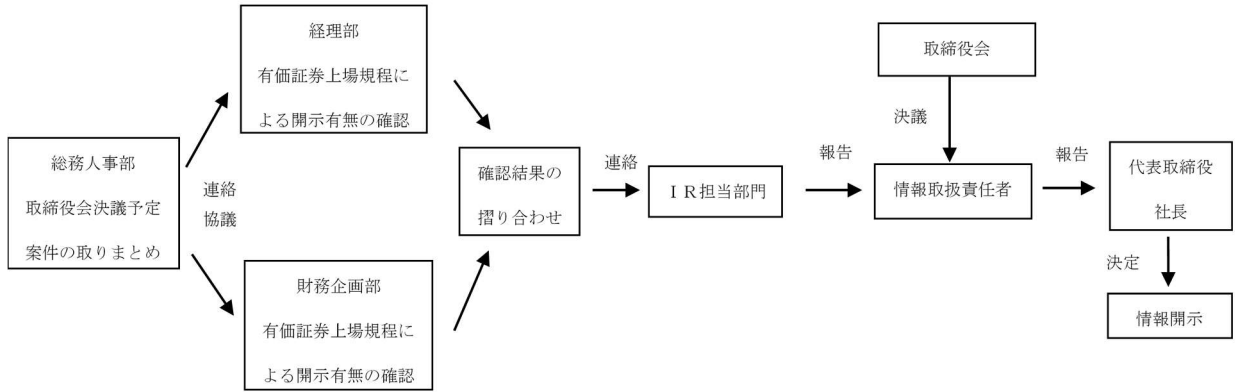 総務人事部
取締役会決議予定
案件の取りまとめ
連絡
協議
経理部
有価証券上場規程に
よる開示有無の確認
財務企画部
有価証券上場規程に
よる開示有無の確認
確認結果の
摺り合わせ
連絡
ＩＲ担当部門
報告
取締役会
決議
情報取扱責任者
報告
代表取締役
社長
決定
情報開示